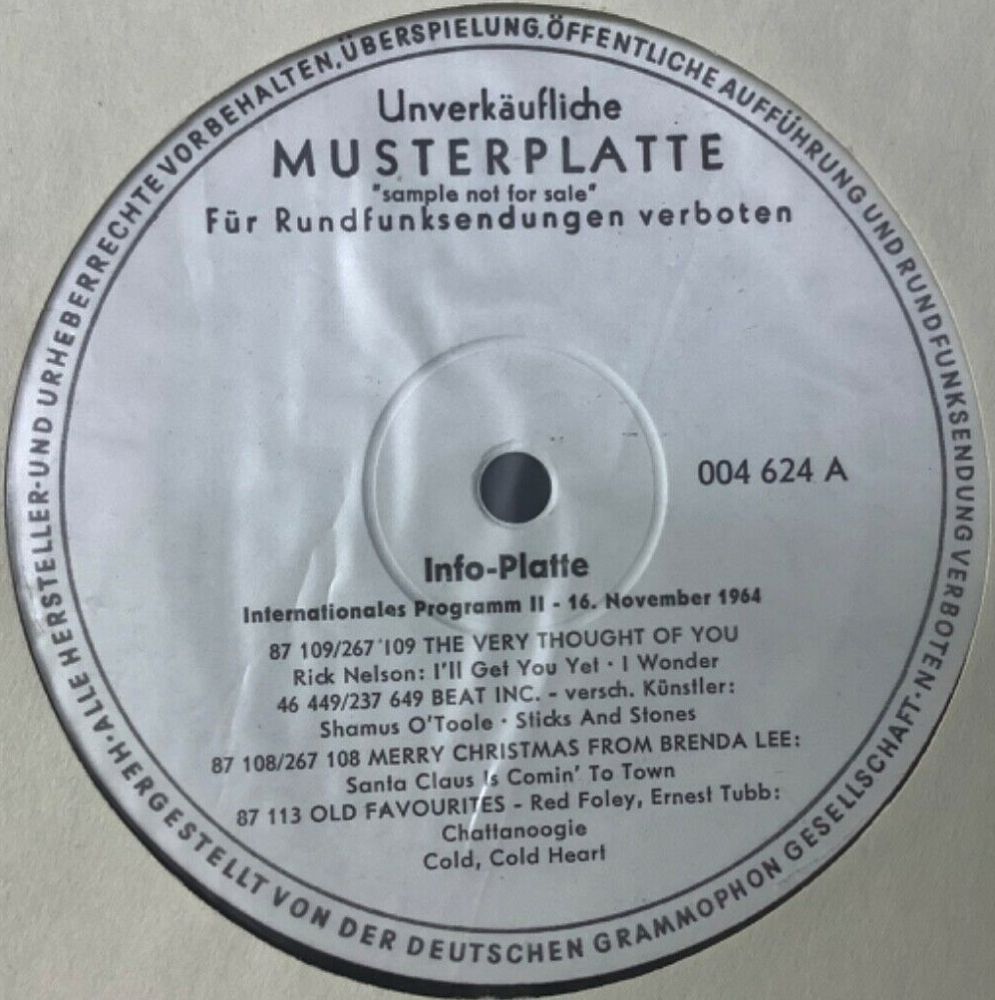 ·HERGESTELLT VON DER DEUTSCHEN GRAMMOPHON GESELLSCHAFT·ALLE HERSTELLER-UND URHEBERRECHTE VORBEHALTEN,ÜBERSPIELUNG.ÖFFENTLICHE AUFFÜHRUNG UND RUNDFUNKSENDUNG VERBOTEN·
Unverkäufliche
MUSTERPLATTE
"sample not for sale"
Für Rundfunksendungen verboten
004 624 A
Info-Platte
Internationales Programm II - 16. November 1964
87 109/267 109 THE VERY THOUGHT OF YOU
Rick Nelson: I'll Get You Yet · I Wonder
46 449/237 649 BEAT INC. - versch. Künstler:
Shamus O'Toole · Sticks And Stones
87 108/267 108 MERRY CHRISTMAS FROM BRENDA LEE:
Santa Claus Is Comin' To Town
87 113 OLD FAVOURITES - Red Foley, Ernest Tubb:
Chattanoogie
Cold, Cold Heart